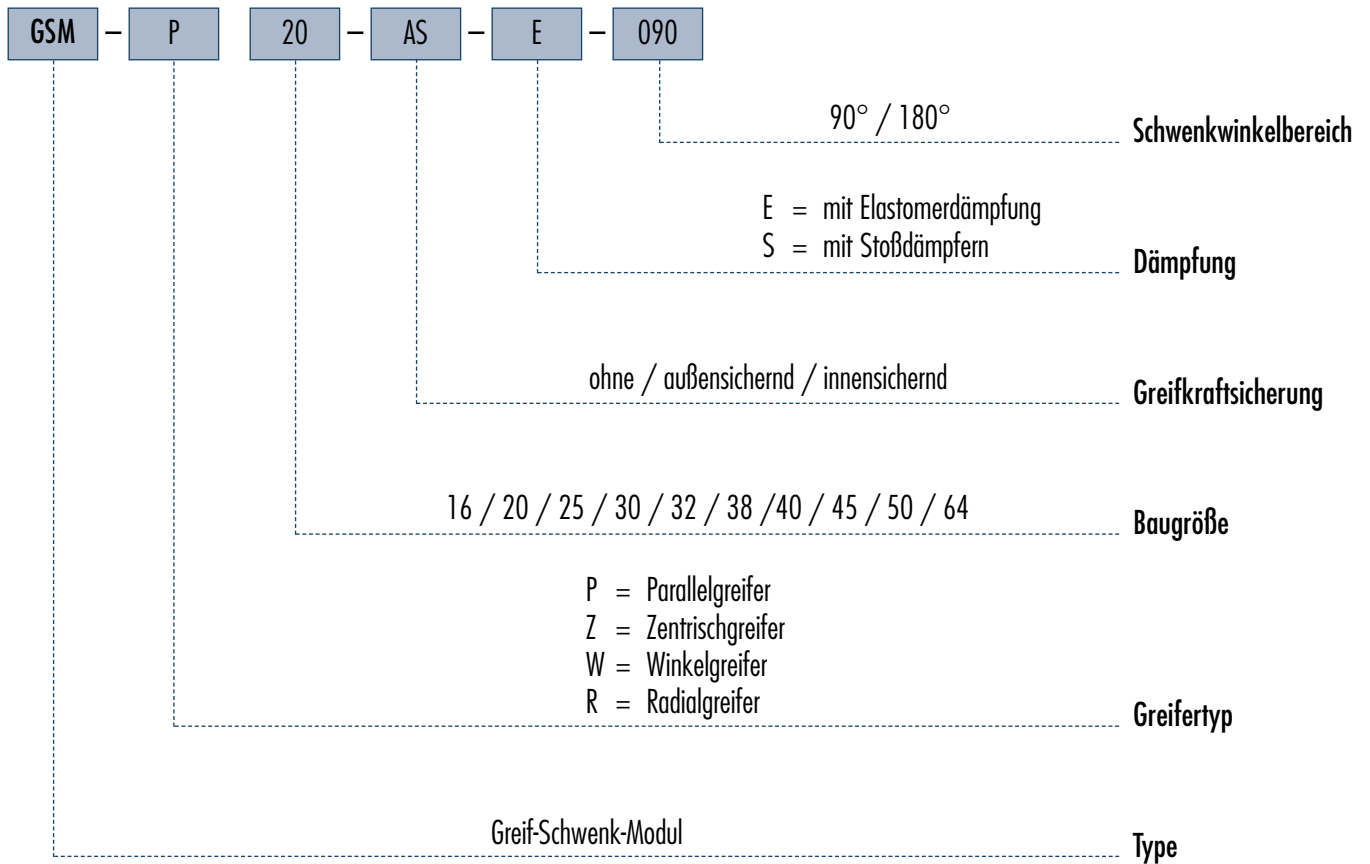 GSM – P 20 – AS – E – 090
90° / 180° Schwenkwinkelbereich
E = mit Elastomerdämpfung
S = mit Stoßdämpfern
Dämpfung
ohne / außensichernd / innensichernd Greifkraftsicherung
16 / 20 / 25 / 30 / 32 / 38 /40 / 45 / 50 / 64 Baugröße
P = Parallelgreifer
Z = Zentrischgreifer
W = Winkelgreifer
R = Radialgreifer
Greifertyp
Greif-Schwenk-Modul Type